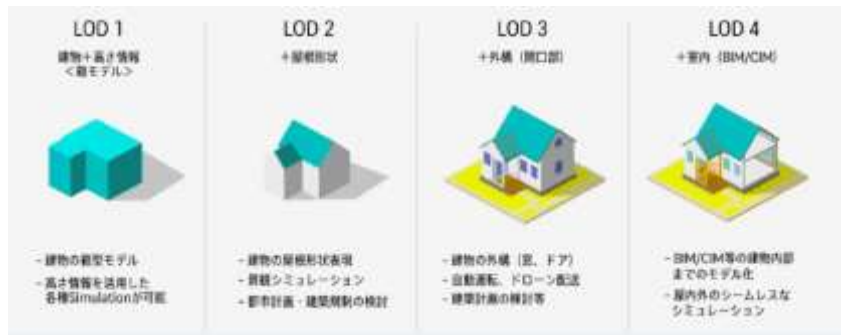 LOD 1
建物+高さ情報
<箱モデル>
- 建物の箱型モデル
- 高さ情報を活用した
各種Simulationが可能
LOD 2
+屋根形状
- 建物の屋根形状表現
- 景観シミュレーション
- 都市計画・建築規制の検討
LOD 3
+外構(開口部)
- 建物の外構(窓、ドア)
- 自動運転、ドローン配送
- 建築計画の検討等
LOD 4
+室内(BIM/CIM)
- BIM/CIM等の建物内部
までのモデル化
- 屋内外のシームレスな
シミュレーション